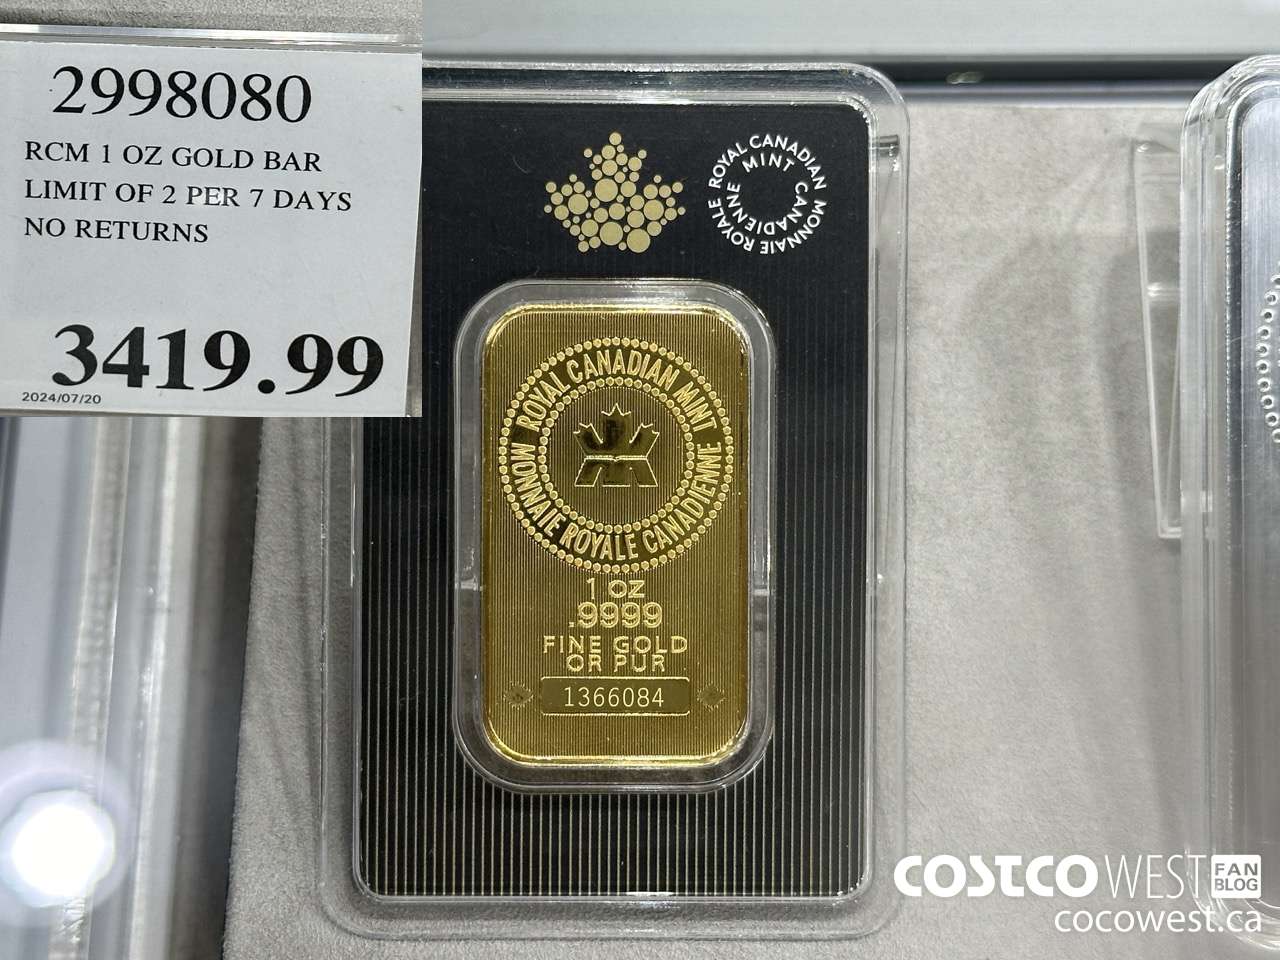 2998080
RCM 1 OZ GOLD BAR
LIMIT OF 2 PER 7 DAYS
NO RETURNS
3419.99
2024/07/20
ROYAL CANADIAN MINT
MONNAIE ROYALE CANADIENNE
ROYAL CANADIAN MINT
MONNAIE ROYALE CANADIENNE
1 OZ
.9999
FINE GOLD
OR PUR
1366084
COSTCO WEST FAN BLOG
cocowest.ca